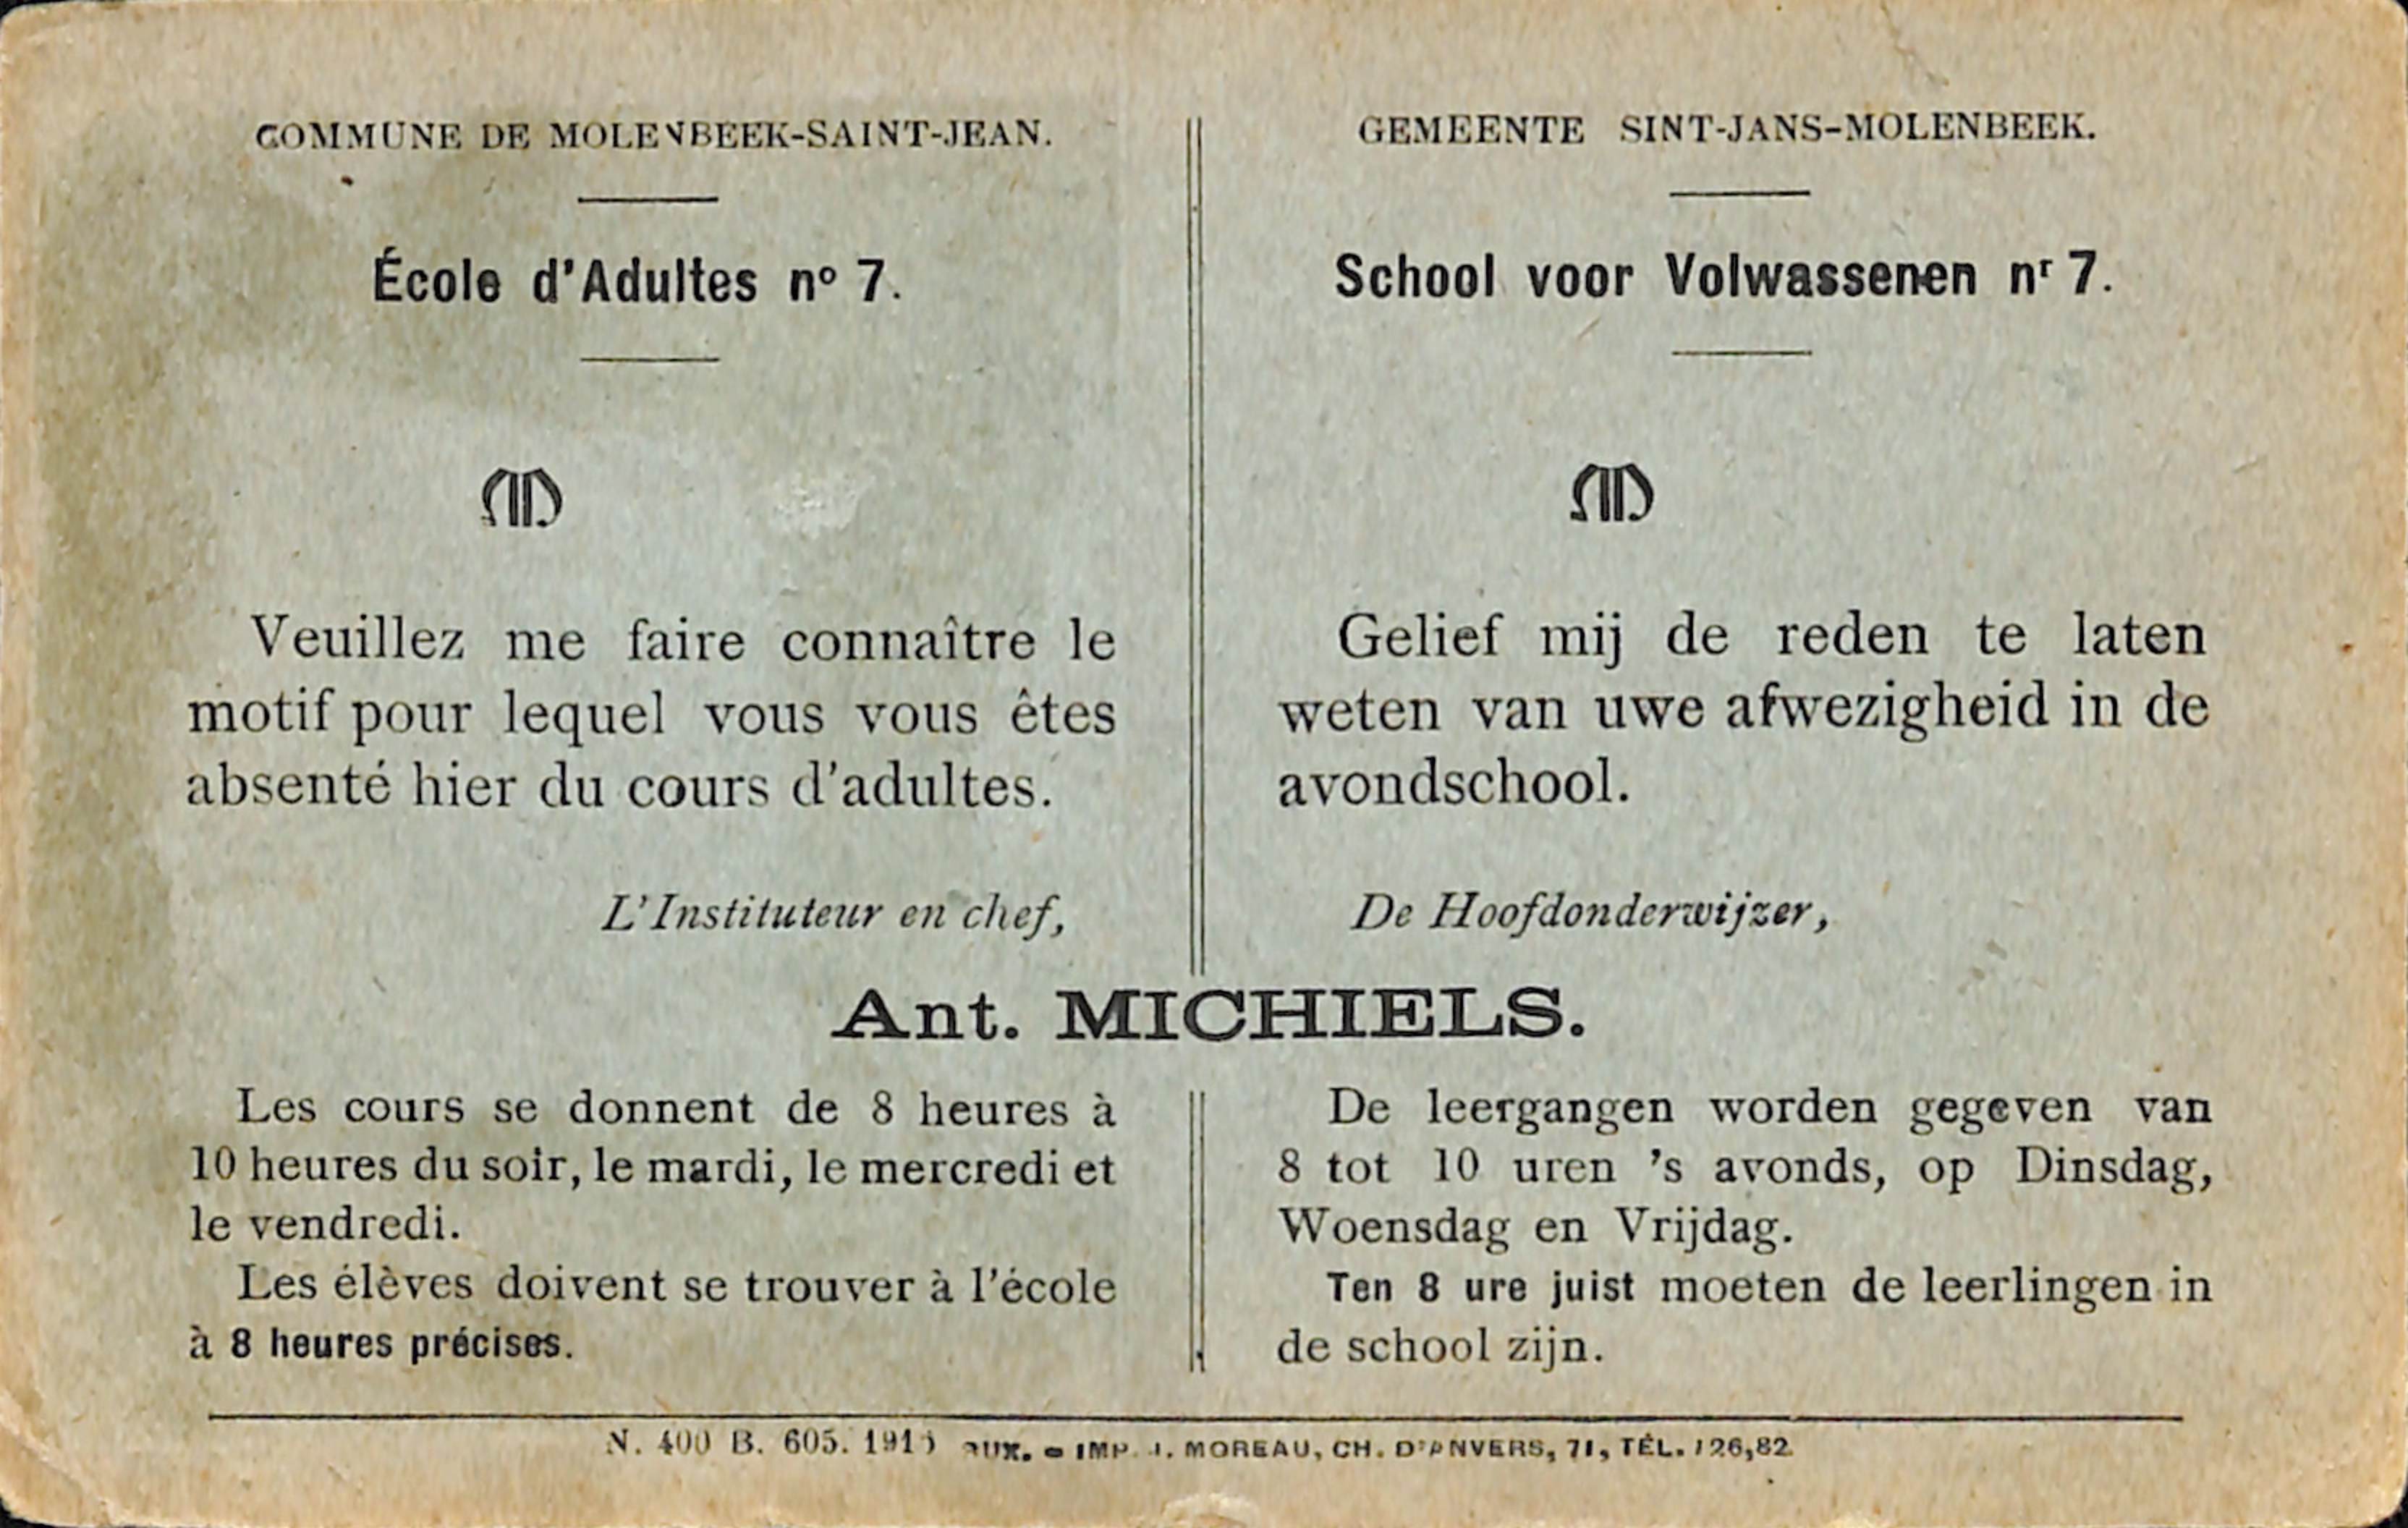 COMMUNE DE MOLENBEEK-SAINT-JEAN.
École d'Adultes nº 7.
M
Veuillez me faire connaître le
motif pour lequel vous vous êtes
absenté hier du cours d'adultes.
L'Instituteur en chef,
GEMEENTE SINT-JANS-MOLENBEEK.
School voor Volwassenen nʳ 7.
M
Gelief mij de reden te laten
weten van uwe afwezigheid in de
avondschool.
De Hoofdonderwijzer,
Ant. MICHIELS.
Les cours se donnent de 8 heures à
10 heures du soir, le mardi, le mercredi et
le vendredi.
Les élèves doivent se trouver à l'école
à 8 heures précises.
De leergangen worden gegeven van
8 tot 10 uren 's avonds, op Dinsdag,
Woensdag en Vrijdag.
Ten 8 ure juist moeten de leerlingen in
de school zijn.
N. 400 B. 605. IMP. J. MOREAU, CH. D'ANVERS, 71, TÉL. 126,82